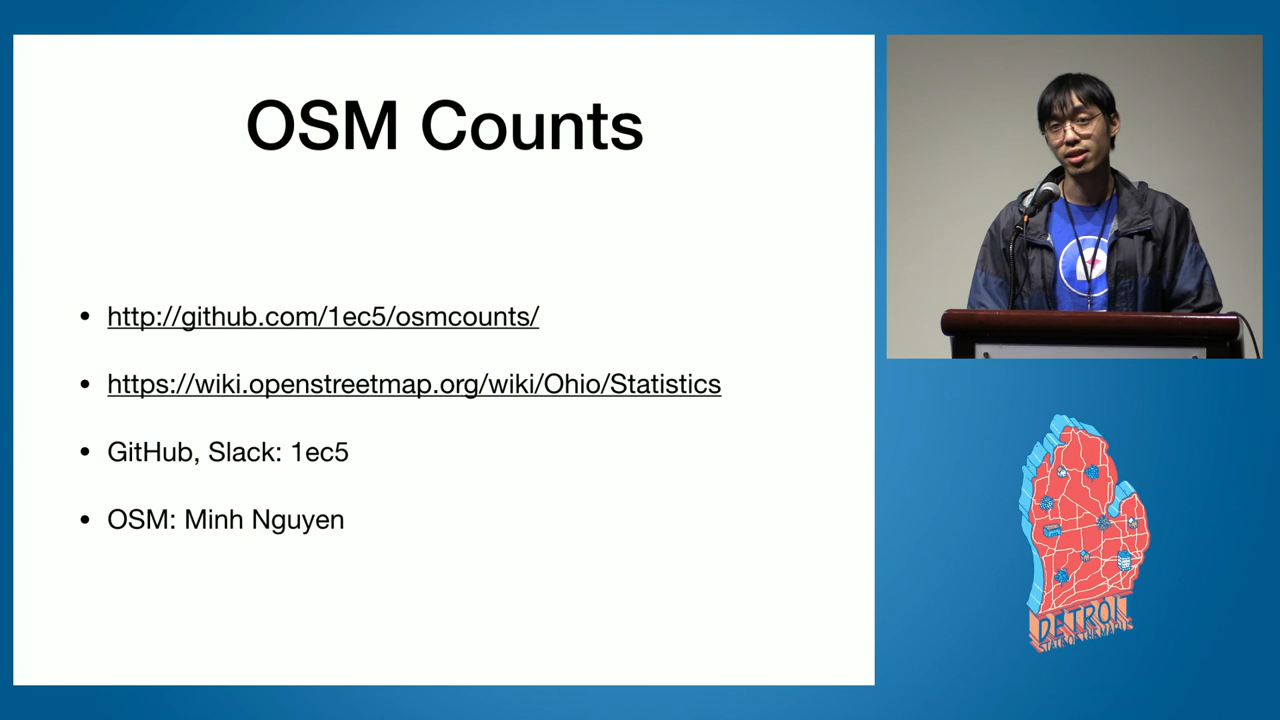 OSM Counts
• http://github.com/1ec5/osmcounts/
• https://wiki.openstreetmap.org/wiki/Ohio/Statistics
• GitHub, Slack: 1ec5
• OSM: Minh Nguyen
DETROIT
STATE OF THE MAP US